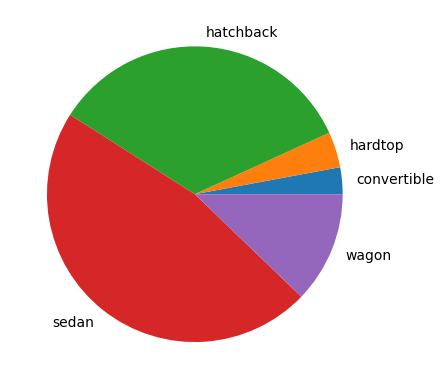 hatchback
hardtop
convertible
wagon
sedan